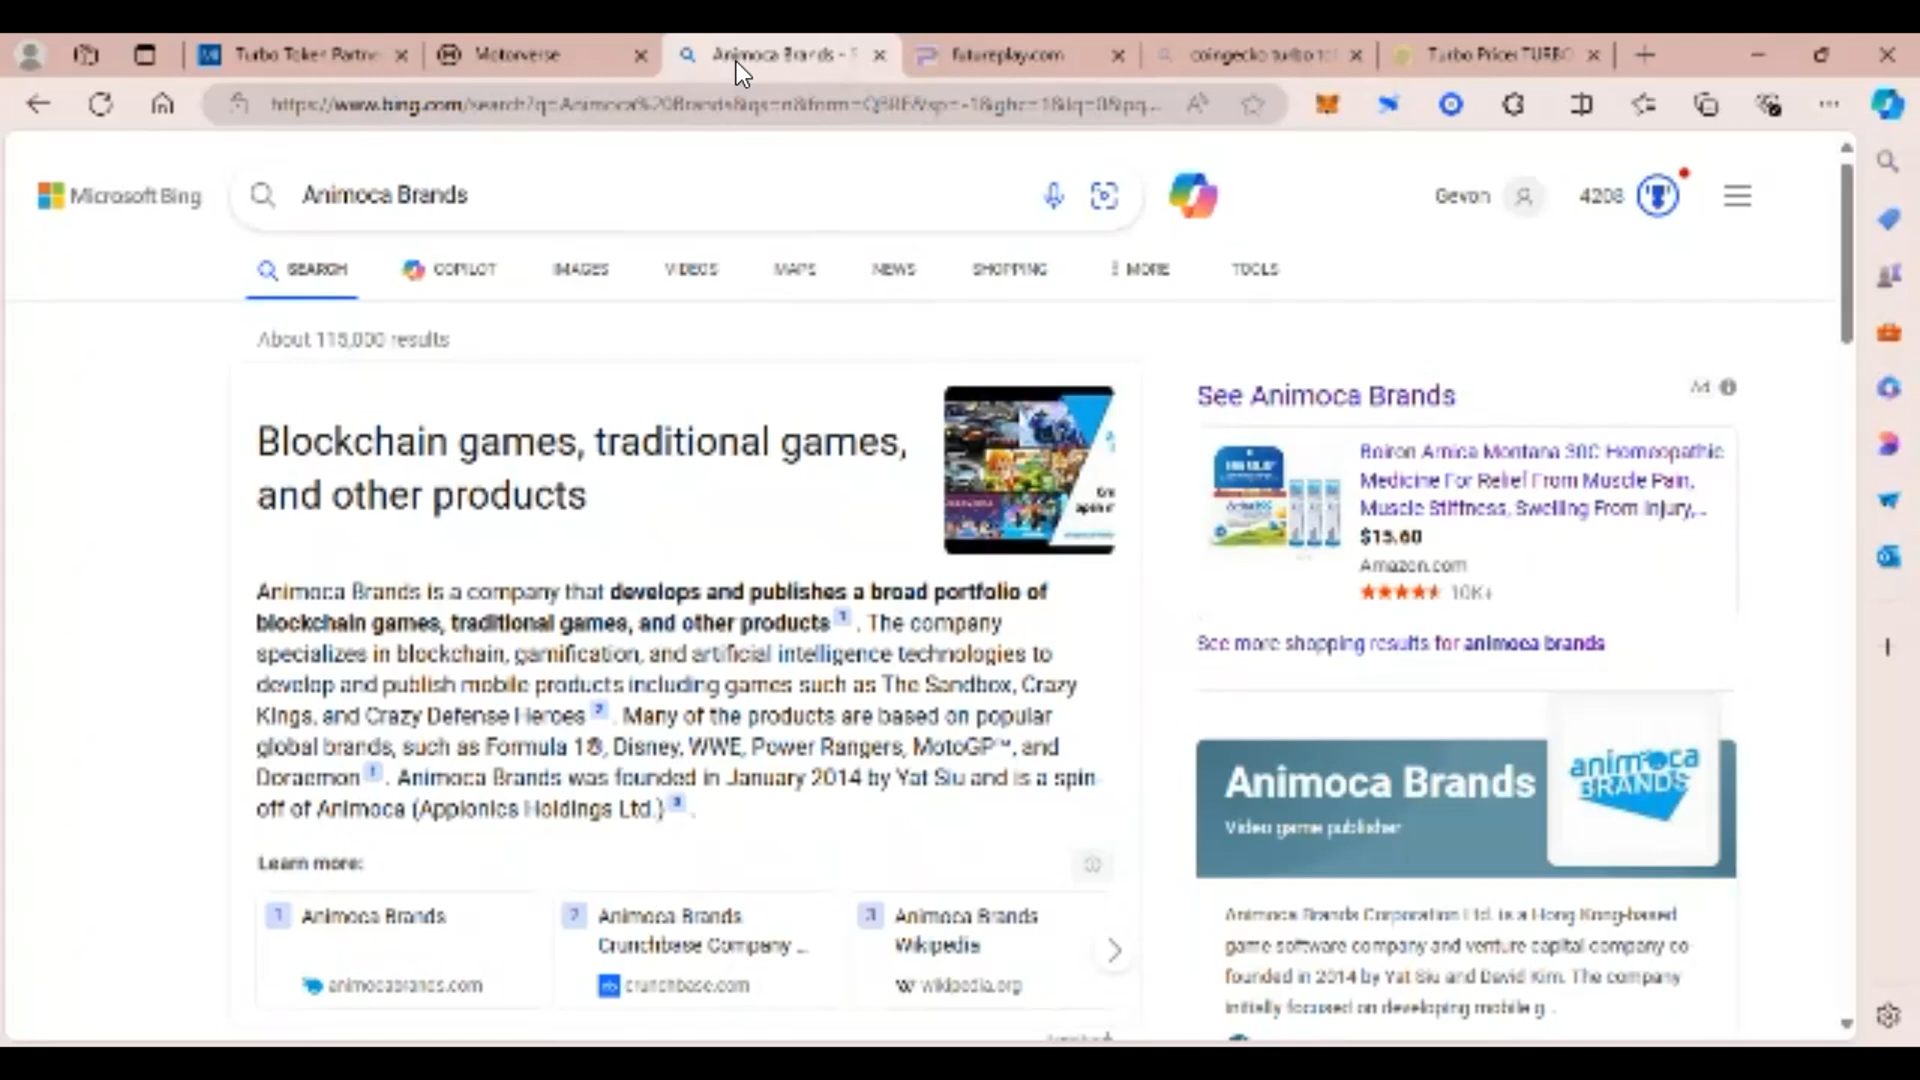 Turbo Token Partne
Motorverse
Animoca Brands - S
futureplay.com
coingecko turbo to
Turbo Price: TURBO
https://www.bing.com/search?q=Animoca%20Brands&qs=n&form=QBRE&sp=-1&ghc=1&lq=0&pq...
Microsoft Bing
Animoca Brands
Gevon
4208
SEARCH
COPILOT
IMAGES
VIDEOS
MAPS
NEWS
SHOPPING
MORE
TOOLS
About 115,000 results
Blockchain games, traditional games,
and other products
Animoca Brands is a company that develops and publishes a broad portfolio of
blockchain games, traditional games, and other products 1 . The company
specializes in blockchain, gamification, and artificial intelligence technologies to
develop and publish mobile products including games such as The Sandbox, Crazy
Kings, and Crazy Defense Heroes 2 . Many of the products are based on popular
global brands, such as Formula 1®, Disney, WWE, Power Rangers, MotoGP™, and
Doraemon 1 . Animoca Brands was founded in January 2014 by Yat Siu and is a spin-
off of Animoca (Appionics Holdings Ltd.) 3 .
Learn more:
1 Animoca Brands
animocabrands.com
2 Animoca Brands
Crunchbase Company ...
crunchbase.com
3 Animoca Brands
Wikipedia
wikipedia.org
See Animoca Brands
Ad
Boiron Arnica Montana 30C Homeopathic
Medicine For Relief From Muscle Pain,
Muscle Stiffness, Swelling From Injury,...
$15.60
Amazon.com
10K+
See more shopping results for animoca brands
Animoca Brands
Video game publisher
animoca
BRANDS
Animoca Brands Corporation Ltd. is a Hong Kong-based
game software company and venture capital company co
founded in 2014 by Yat Siu and David Kim. The company
initially focused on developing mobile g...